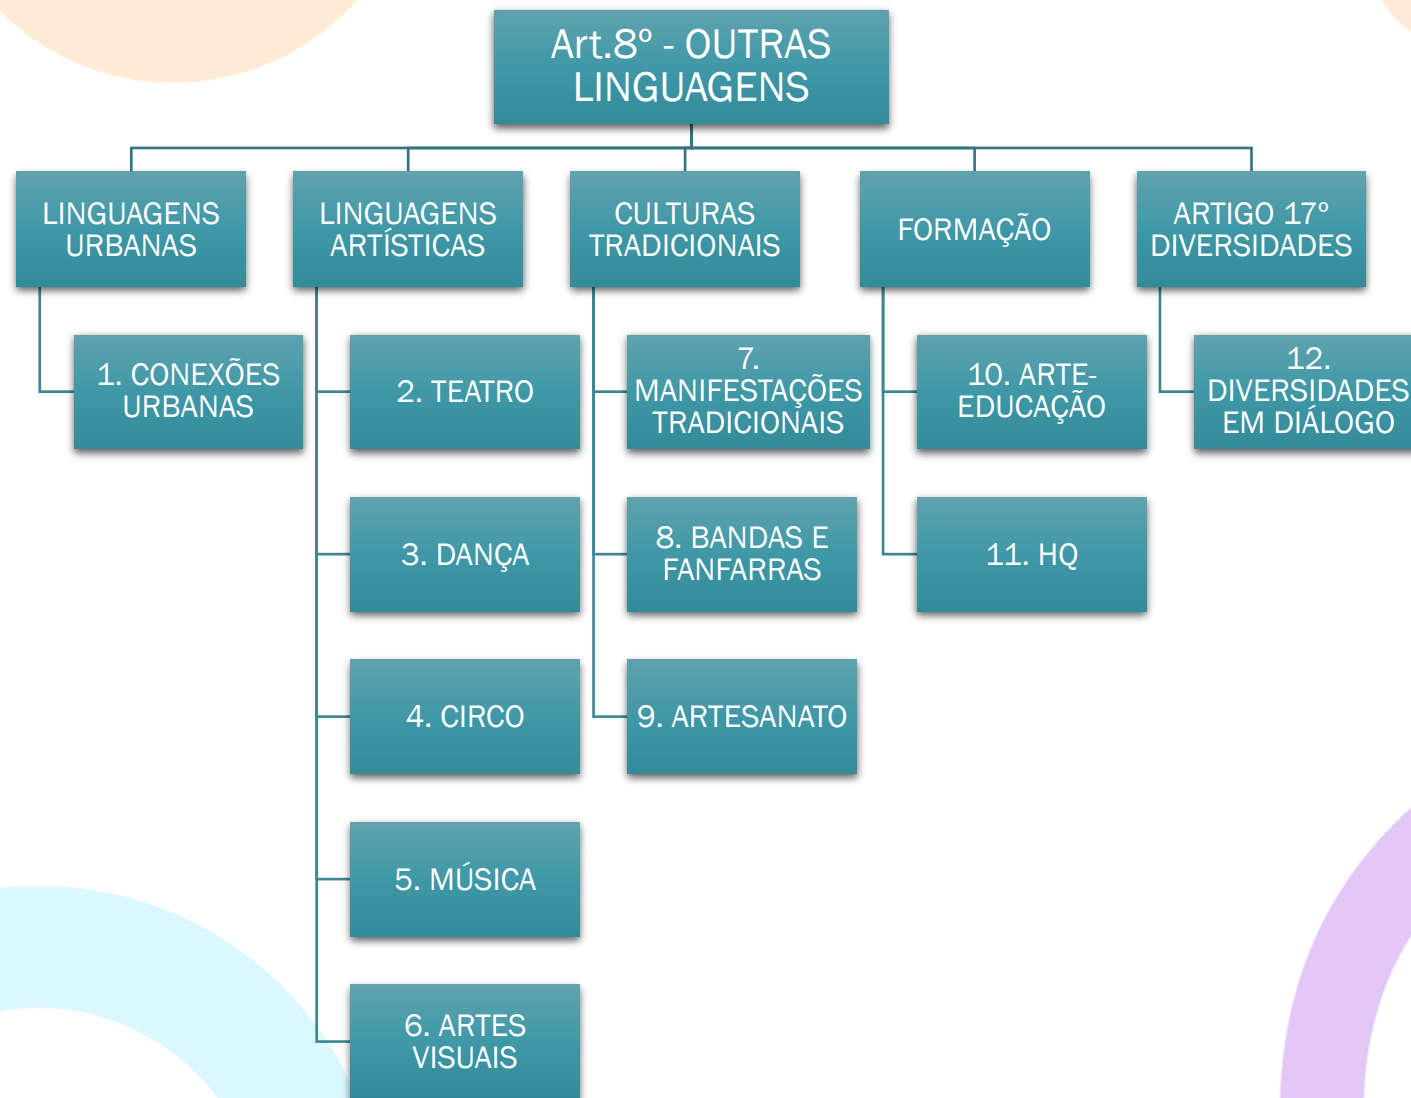 Art.8º - OUTRAS
LINGUAGENS
LINGUAGENS
URBANAS
LINGUAGENS
ARTÍSTICAS
CULTURAS
TRADICIONAIS
FORMAÇÃO
ARTIGO 17º
DIVERSIDADES
1. CONEXÕES
URBANAS
2. TEATRO
3. DANÇA
4. CIRCO
5. MÚSICA
6. ARTES
VISUAIS
7.
MANIFESTAÇÕES
TRADICIONAIS
8. BANDAS E
FANFARRAS
9. ARTESANATO
10. ARTE-
EDUCAÇÃO
11. HQ
12.
DIVERSIDADES
EM DIÁLOGO